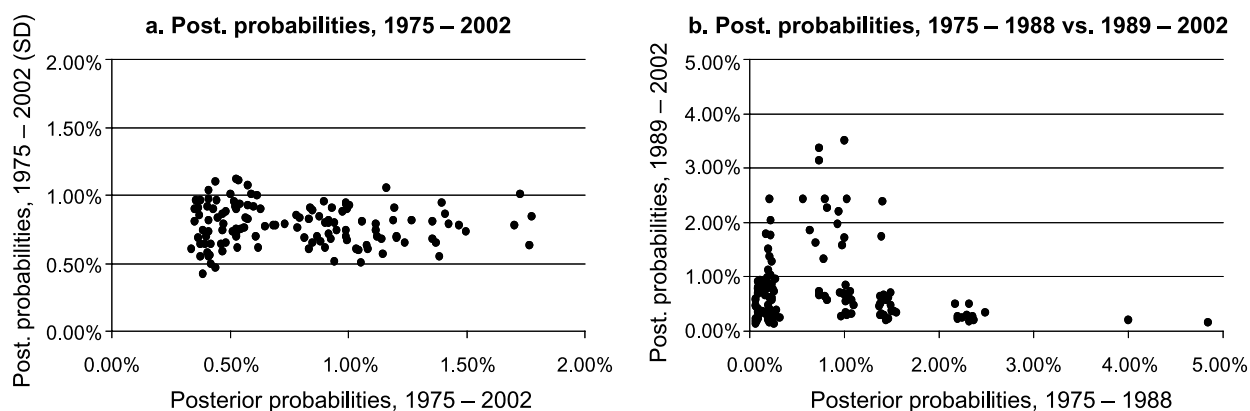 a. Post. probabilities, 1975 – 2002
Post. probabilities, 1975 – 2002 (SD)
2.00%
1.50%
1.00%
0.50%
0.00%
0.00% 0.50% 1.00% 1.50% 2.00%
Posterior probabilities, 1975 – 2002
b. Post. probabilities, 1975 – 1988 vs. 1989 – 2002
Post. probabilities, 1989 – 2002
5.00%
4.00%
3.00%
2.00%
1.00%
0.00%
0.00% 1.00% 2.00% 3.00% 4.00% 5.00%
Posterior probabilities, 1975 – 1988